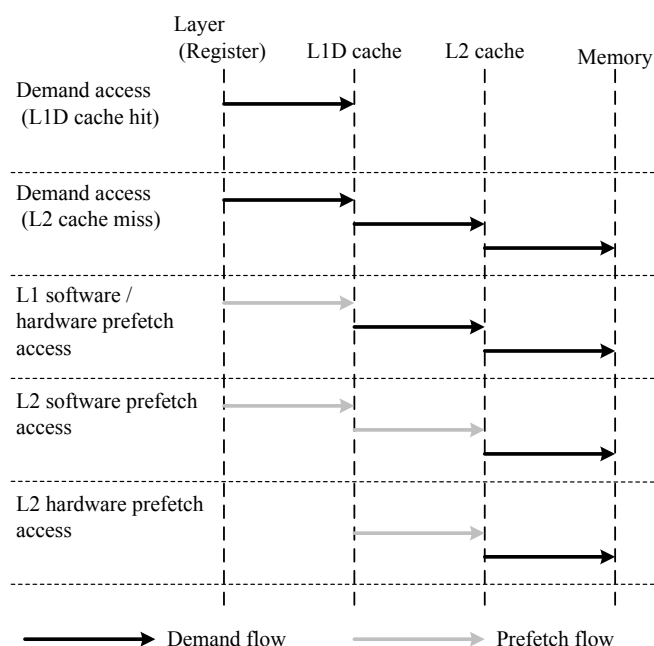 Layer
(Register)
L1D cache
L2 cache
Memory
Demand access
(L1D cache hit)
Demand access
(L2 cache miss)
L1 software /
hardware prefetch
access
L2 software prefetch
access
L2 hardware prefetch
access
Demand flow
Prefetch flow